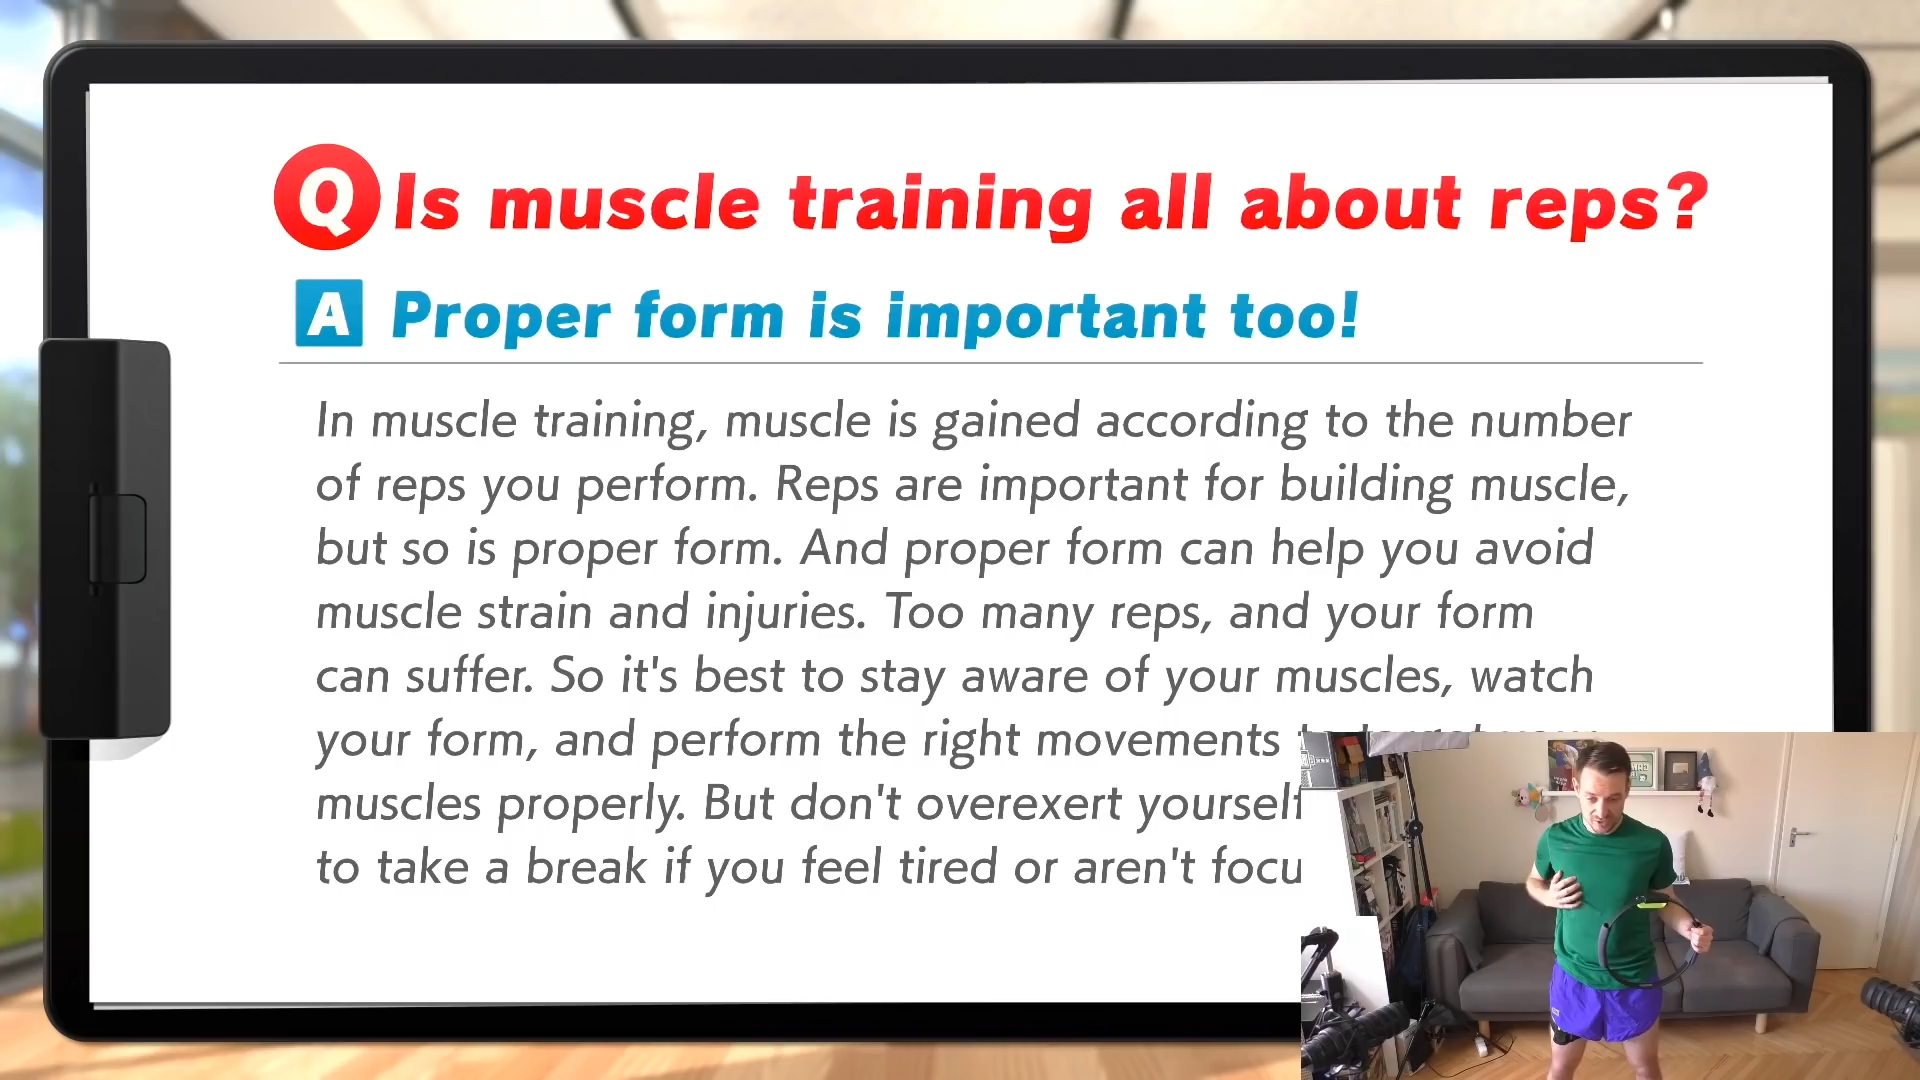 Q Is muscle training all about reps?
A Proper form is important too!
In muscle training, muscle is gained according to the number
of reps you perform. Reps are important for building muscle,
but so is proper form. And proper form can help you avoid
muscle strain and injuries. Too many reps, and your form
can suffer. So it's best to stay aware of your muscles, watch
your form, and perform the right movements
muscles properly. But don't overexert yourself
to take a break if you feel tired or aren't focu